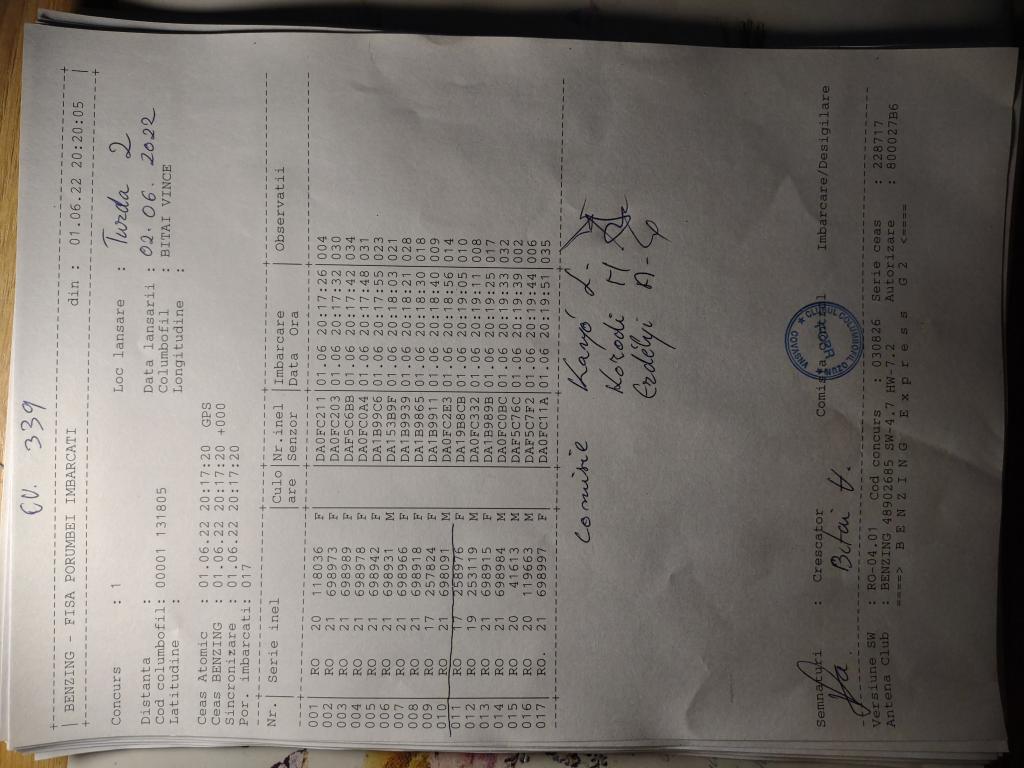 CV. 339
BENZING - FISA PORUMBEI IMBARCATI din : 01.06.22 20:20:05
Concurs : 1 Loc lansare : Turda 2
Distanta : Data lansarii : 02.06.2022
Cod columbofil: 00001 131805 Columbofil : BITAI VINCE
Latitudine : Longitudine :
Ceas Atomic : 01.06.22 20:17:20 GPS
Ceas BENZING : 01.06.22 20:17:20 +000
Sincronizare : 01.06.22 20:17:20
Por. imbarcati: 017
Nr. | Serie inel |Culo |Nr.inel |Imbarcare | Observatii
|are | Senzor | Data Ora |
001 RO 20 118036 F |DA0FC211 |01.06 20:17:26 004
002 RO 21 698973 F |DA0FC203 |01.06 20:17:32 030
003 RO 21 698989 F |DAF5C6BB |01.06 20:17:42 034
004 RO 21 698978 F |DA0FC0A4 |01.06 20:17:48 031
005 RO 21 698942 F |DA1B99C6 |01.06 20:17:55 023
006 RO 21 698931 M |DA153B9F |01.06 20:18:03 021
007 RO 21 698966 F |DA1B9939 |01.06 20:18:21 028
008 RO 21 698918 F |DA1B9865 |01.06 20:18:30 018
009 RO 17 257824 F |DA1B9911 |01.06 20:18:40 009
010 RO 21 698091 M |DA0FC2E3 |01.06 20:18:56 014
011 RO 17 258976 F |DA19B8CB |01.06 20:19:05 010
012 RO 19 253119 M |DA0FC332 |01.06 20:19:11 008
013 RO 21 698915 F |DA1B9B9B |01.06 20:19:25 017
014 RO 21 698984 M |DA0FC0BC |01.06 20:19:33 032
015 RO 20 41613 M |DAF5C76C |01.06 20:19:39 002
016 RO 20 119663 M |DAF5C7F2 |01.06 20:19:44 006
017. RO. 21 698997 F |DA0FC11A |01.06 20:19:51 035
comisie Karjó L-
Korodi M
Erdélyi A-
Semnaturi : Crescator Comisia Imbarcare/Desigilare
Bitai V.
CLUBUL COLUMBOFIL OZUN
COVASNA
Versiune SW : RO-04.01 Cod concurs : 030826 Serie ceas : 228717
Antena Club : BENZING 48902685 SW-4.7 HW-7.2 Autorizare : 800027B6
====> B E N Z I N G E x p r e s s G 2 <====